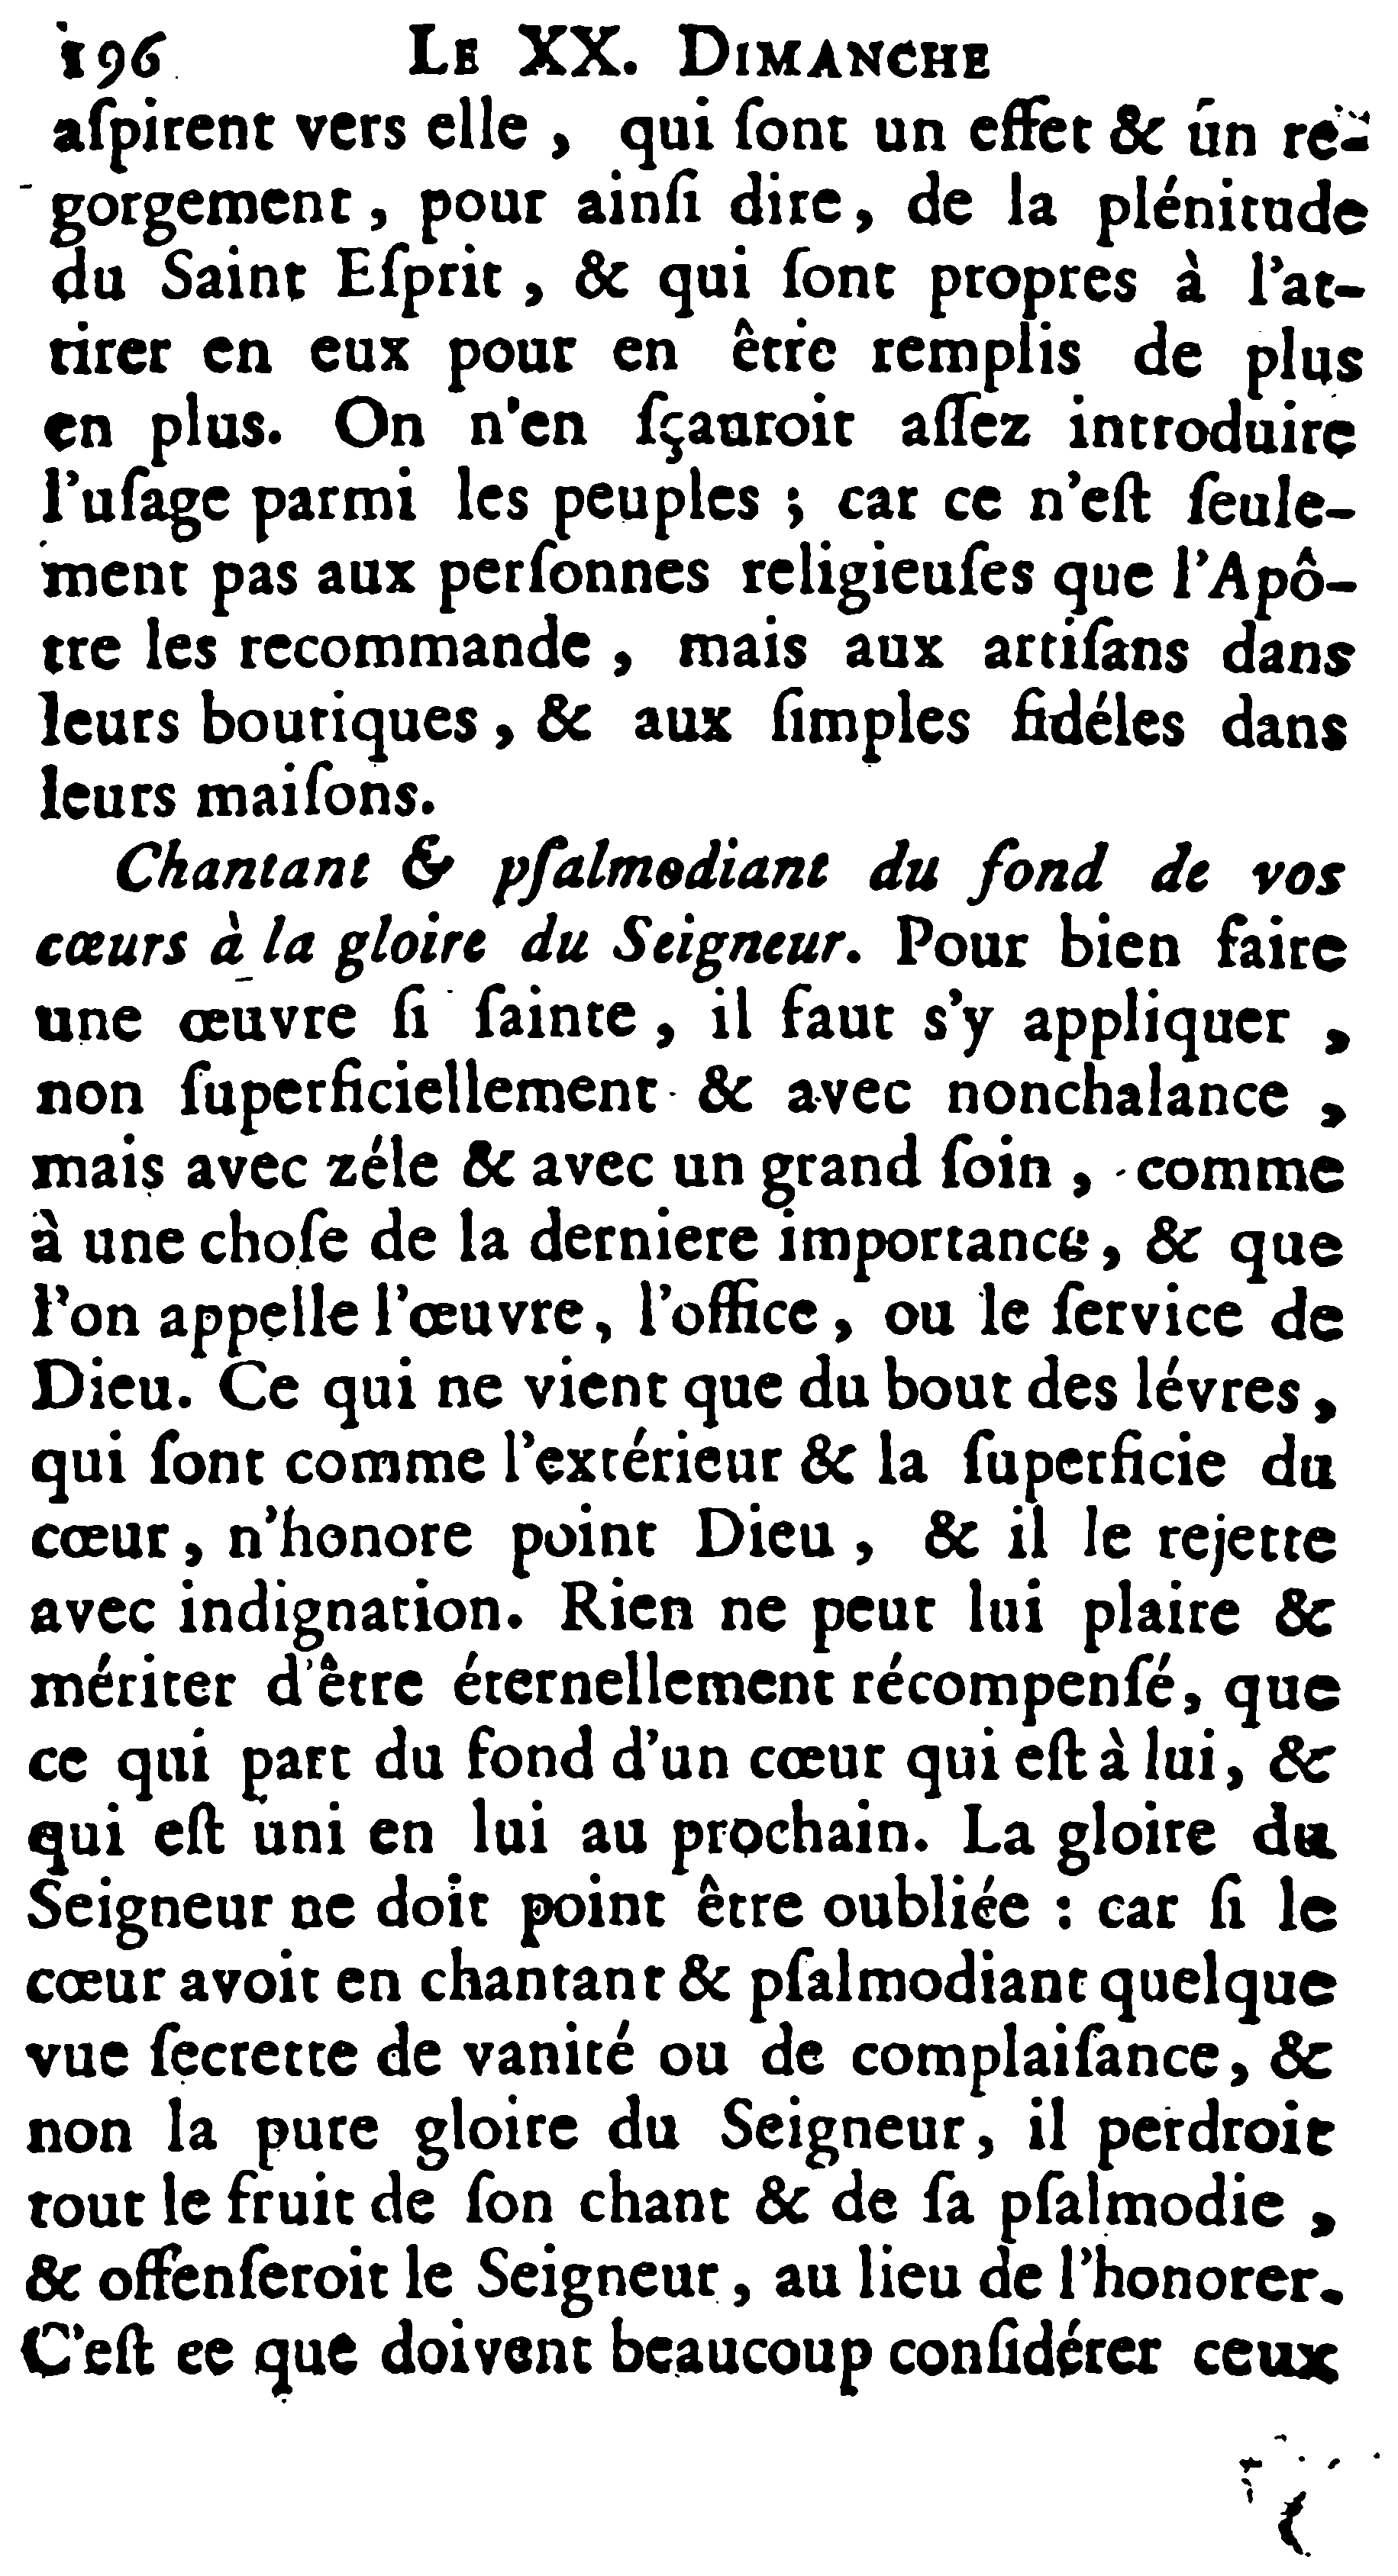 196 LE XX. DIMANCHE
aſpirent vers elle , qui ſont un effet & un re-
gorgement , pour ainſi dire , de la plénitude
du Saint Eſprit , & qui ſont propres à l'at-
tirer en eux pour en être remplis de plus
en plus. On n'en ſçauroit aſſez introduire
l'uſage parmi les peuples ; car ce n'eſt ſeule-
ment pas aux perſonnes religieuſes que l'Apô-
tre les recommande , mais aux artiſans dans
leurs boutiques , & aux ſimples fidéles dans
leurs maiſons.
Chantant & pſalmodiant du fond de vos
cœurs à la gloire du Seigneur. Pour bien faire
une œuvre ſi ſainte , il faut s'y appliquer ,
non ſuperficiellement & avec nonchalance ,
mais avec zéle & avec un grand ſoin , comme
à une choſe de la derniere importance , & que
l'on appelle l'œuvre, l'office , ou le ſervice de
Dieu. Ce qui ne vient que du bout des lévres ,
qui ſont comme l'extérieur & la ſuperficie du
cœur , n'honore point Dieu , & il le rejette
avec indignation. Rien ne peut lui plaire &
mériter d'être éternellement récompenſé, que
ce qui part du fond d'un cœur qui eſt à lui , &
qui eſt uni en lui au prochain. La gloire du
Seigneur ne doit point être oubliée : car ſi le
cœur avoit en chantant & pſalmodiant quelque
vue ſecrette de vanité ou de complaiſance, &
non la pure gloire du Seigneur, il perdroit
tout le fruit de ſon chant & de ſa pſalmodie ,
& offenſeroit le Seigneur , au lieu de l'honorer.
C'eſt ce que doivent beaucoup conſidérer ceux